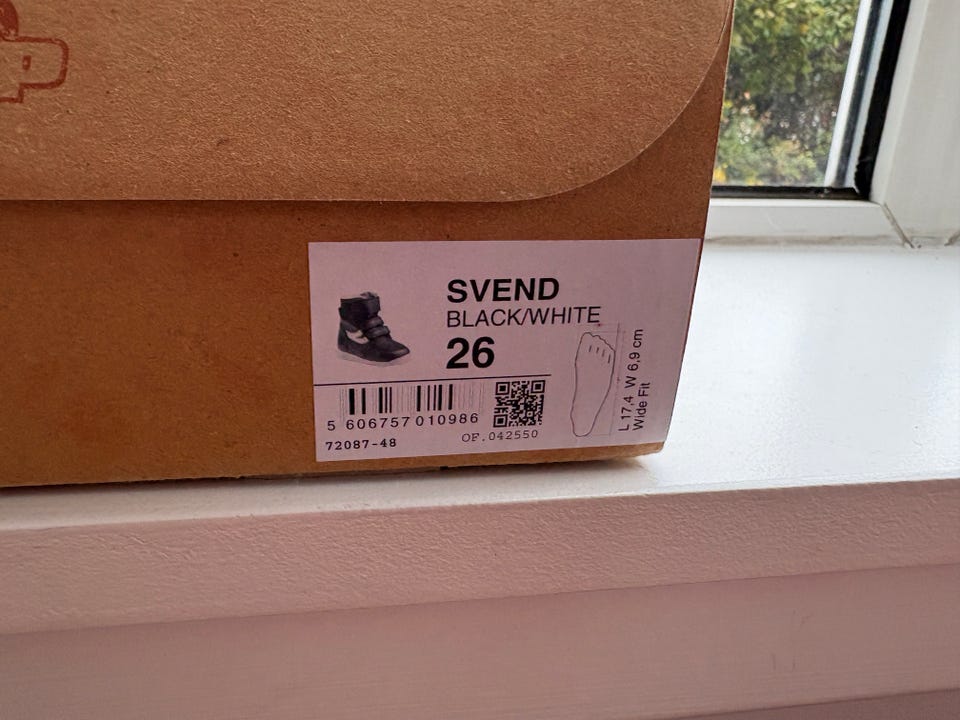 SVEND
BLACK/WHITE
26
5 606757 010986
72087-48
OF.042550
L 17,4 W 6,9 cm
Wide Fit